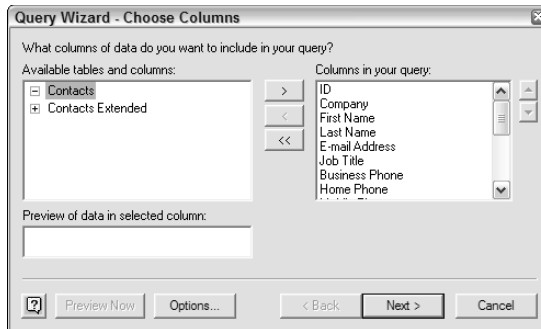 Query Wizard - Choose Columns
What columns of data do you want to include in your query?
Available tables and columns:
Contacts
Contacts Extended
>
<
<<
Columns in your query:
ID
Company
First Name
Last Name
E-mail Address
Job Title
Business Phone
Home Phone
Preview of data in selected column:
Preview Now
Options...
< Back
Next >
Cancel